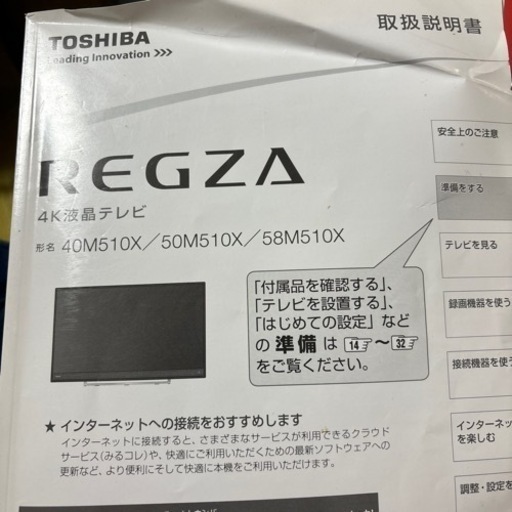 TOSHIBA
Leading Innovation >>>
取扱説明書
REGZA
4K液晶テレビ
形名 40M510X／50M510X／58M510X
安全上のご注意
準備をする
テレビを見る
録画機器を使う
接続機器を使う
インターネッ
を楽しむ
調整・設定を
「付属品を確認する」、
「テレビを設置する」、
「はじめての設定」など
の 準備 は 14 ～ 32
をご覧ください。
★ インターネットへの接続をおすすめします
インターネットに接続すると、さまざまなサービスが利用できるクラウド
サービス(みるコレ)や、快適にご利用いただくための最新ソフトウェアへの
更新など、より便利にそして快適に本機をご利用いただけます。